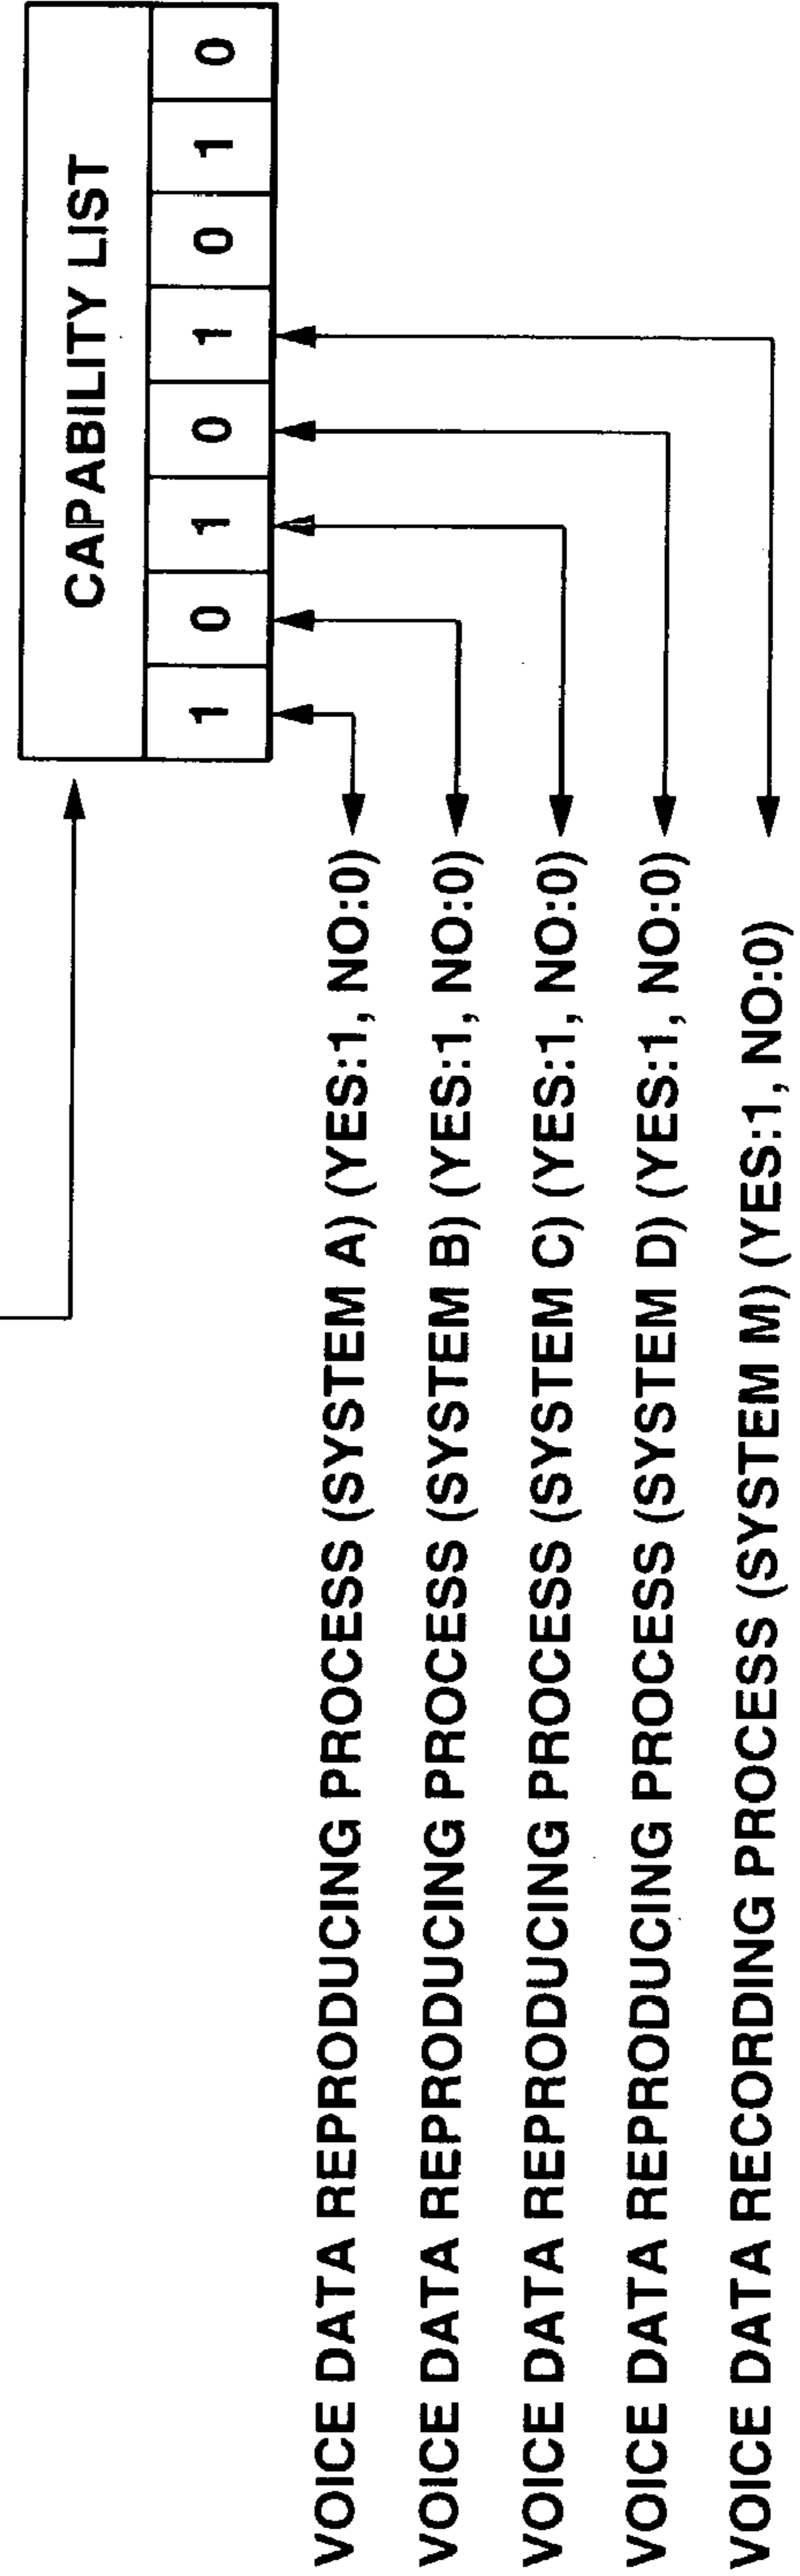 CAPABILITY LIST
1 0 1 0 1 0 1 0
VOICE DATA REPRODUCING PROCESS (SYSTEM A) (YES:1, NO:0)
VOICE DATA REPRODUCING PROCESS (SYSTEM B) (YES:1, NO:0)
VOICE DATA REPRODUCING PROCESS (SYSTEM C) (YES:1, NO:0)
VOICE DATA REPRODUCING PROCESS (SYSTEM D) (YES:1, NO:0)
VOICE DATA RECORDING PROCESS (SYSTEM M) (YES:1, NO:0)